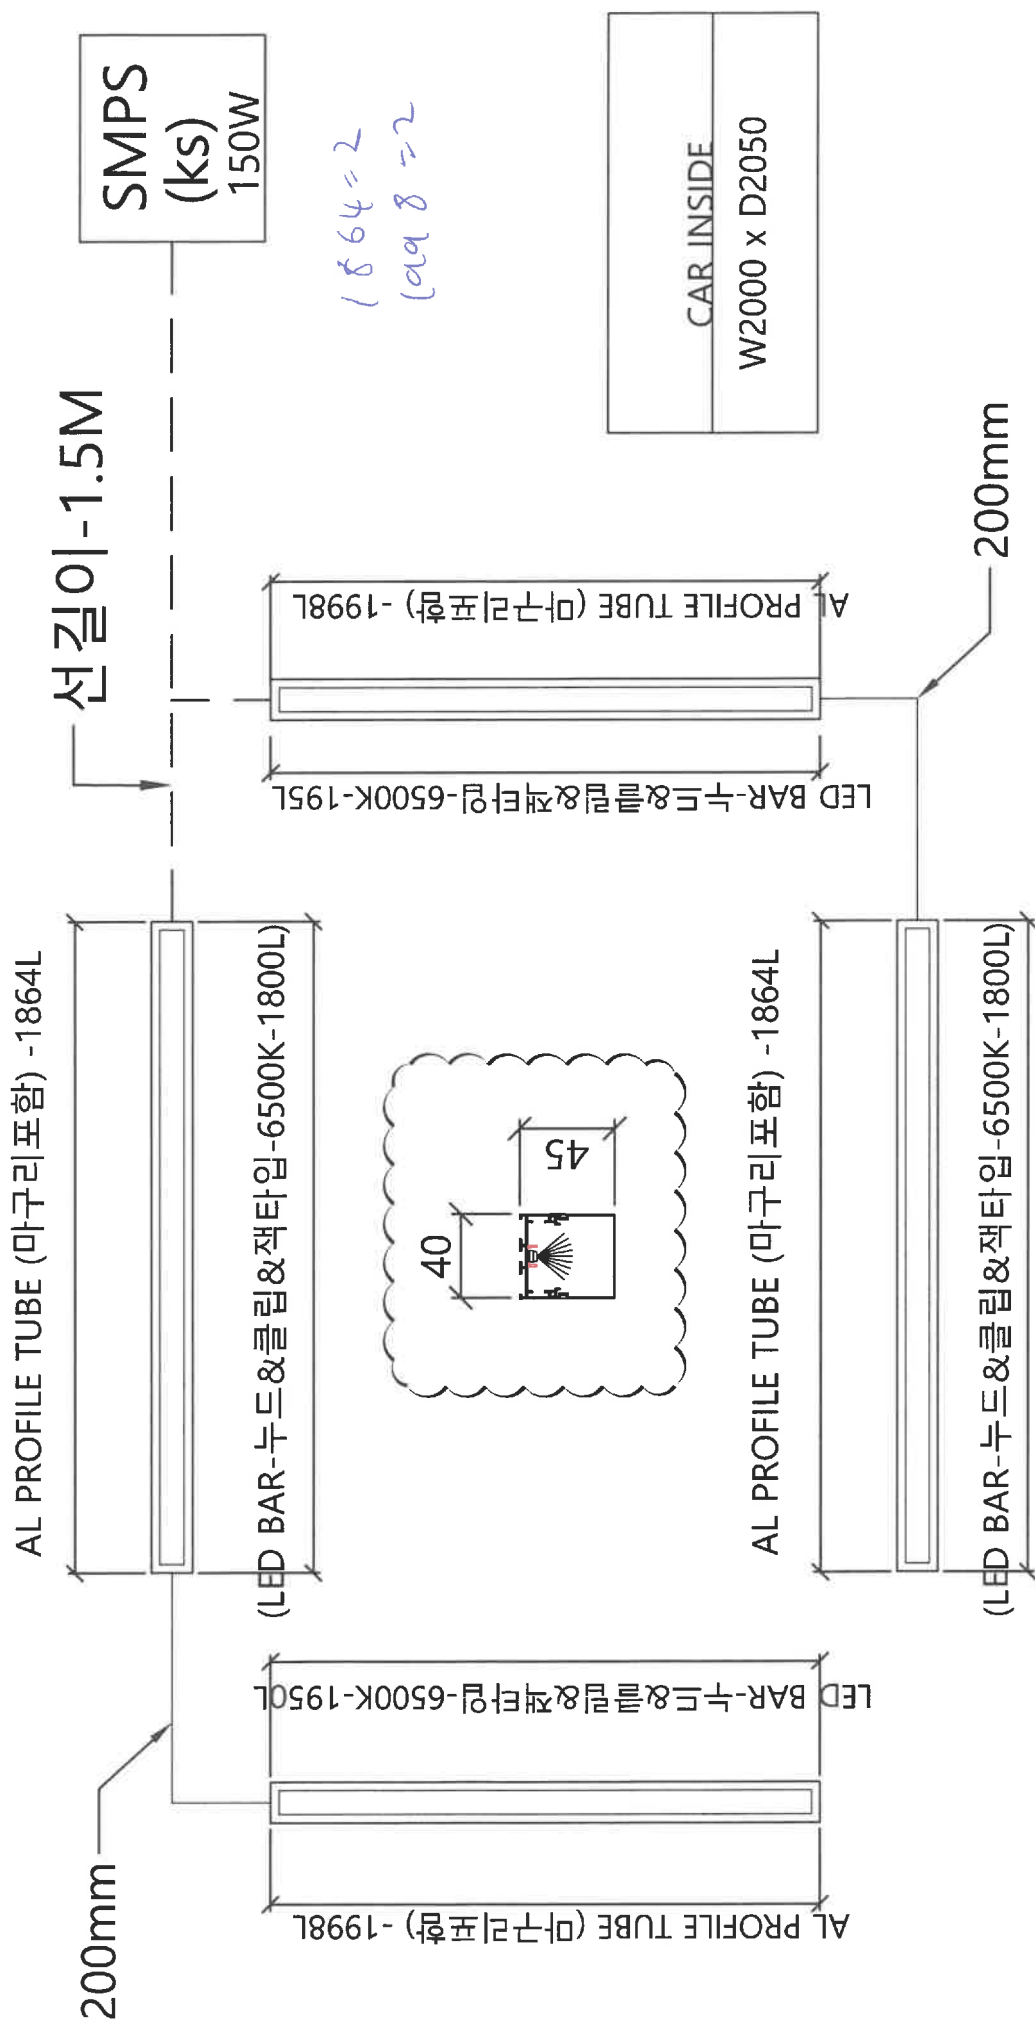 200mm
AL PROFILE TUBE (마구리포함) -1864L
선길이-1.5M
SMPS
(ks)
150W
(LED BAR-누드&클립&잭타입-6500K-1800L)
1864=2
1998=2
AL PROFILE TUBE (마구리포함) -1998L
LED BAR-누드&클립&잭타입-6500K-1950L
40
45
LED BAR-누드&클립&잭타입-6500K-195L
AL PROFILE TUBE (마구리포함) -1998L
CAR INSIDE
W2000 x D2050
AL PROFILE TUBE (마구리포함) -1864L
(LED BAR-누드&클립&잭타입-6500K-1800L)
200mm